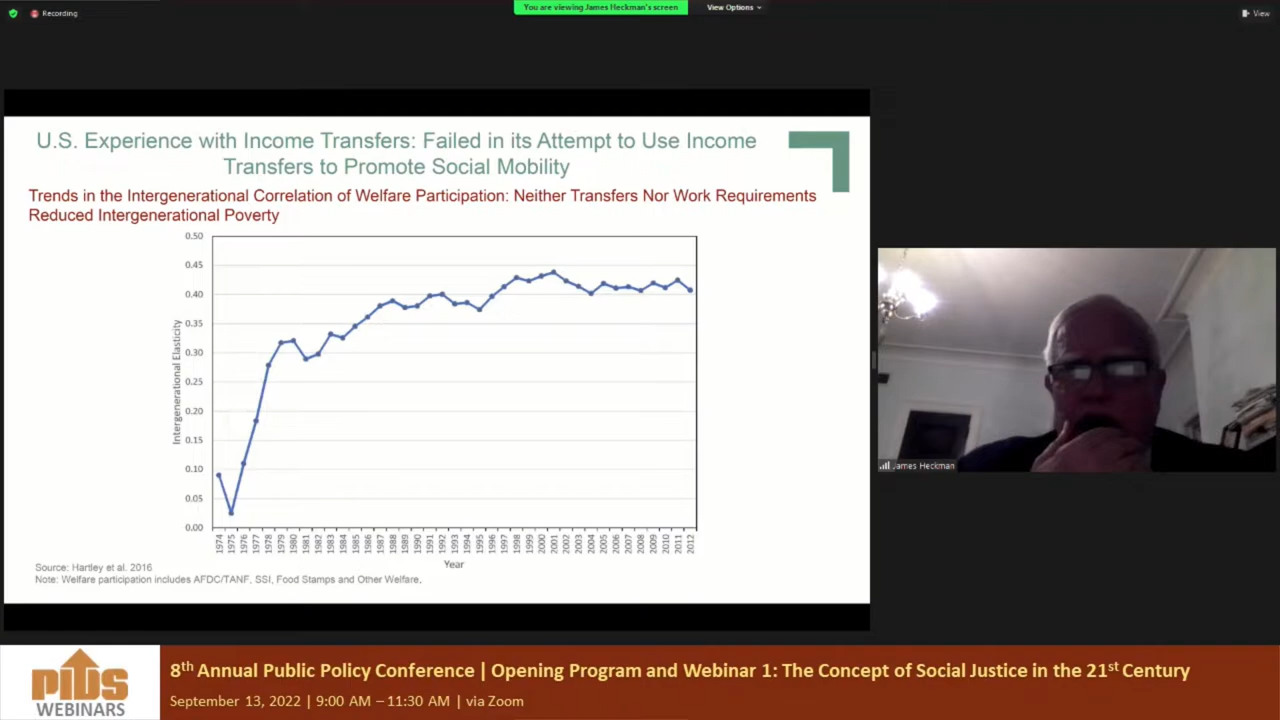 Recording
You are viewing James Heckman's screen
View Options
View
U.S. Experience with Income Transfers: Failed in its Attempt to Use Income
Transfers to Promote Social Mobility
Trends in the Intergenerational Correlation of Welfare Participation: Neither Transfers Nor Work Requirements
Reduced Intergenerational Poverty
Intergenerational Elasticity
0.50
0.45
0.40
0.35
0.30
0.25
0.20
0.15
0.10
0.05
0.00
1974 1975 1976 1977 1978 1979 1980 1981 1982 1983 1984 1985 1986 1987 1988 1989 1990 1991 1992 1993 1994 1995 1996 1997 1998 1999 2000 2001 2002 2003 2004 2005 2006 2007 2008 2009 2010 2011 2012
Year
Source: Hartley et al. 2016
Note: Welfare participation includes AFDC/TANF, SSI, Food Stamps and Other Welfare,
James Heckman
pids
WEBINARS
8th Annual Public Policy Conference | Opening Program and Webinar 1: The Concept of Social Justice in the 21st Century
September 13, 2022 | 9:00 AM – 11:30 AM | via Zoom